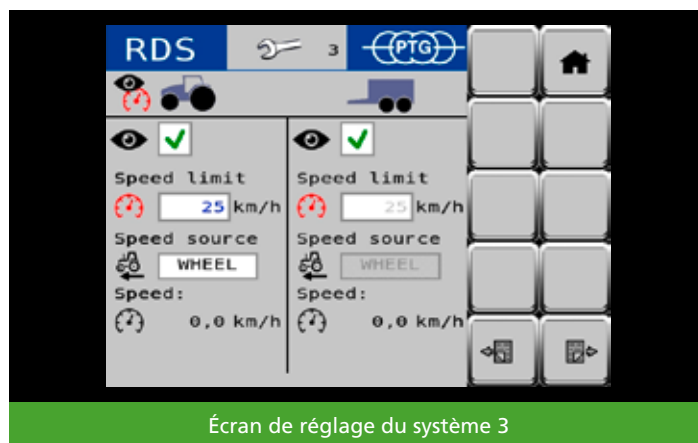 RDS 3 PTG
Speed limit Speed limit
25 km/h 25 km/h
Speed source Speed source
WHEEL WHEEL
Speed: Speed:
0,0 km/h 0,0 km/h
Écran de réglage du système 3